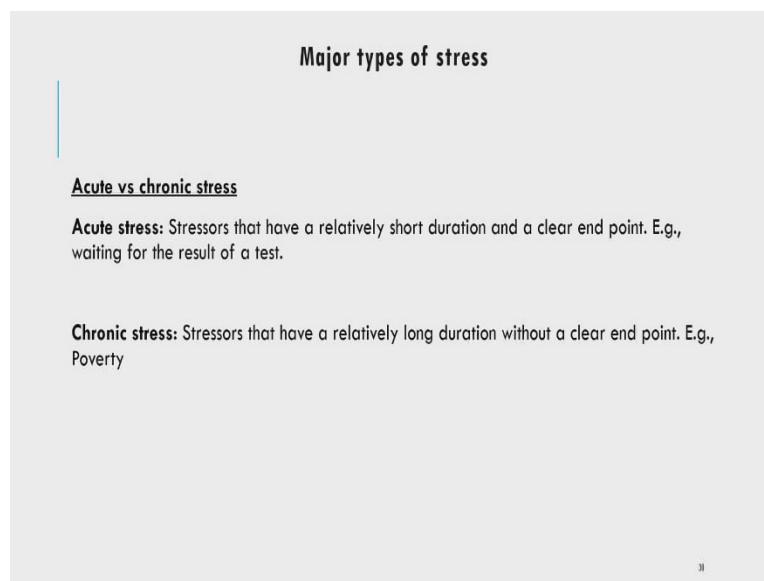 Major types of stress
Acute vs chronic stress
Acute stress: Stressors that have a relatively short duration and a clear end point. E.g.,
waiting for the result of a test.
Chronic stress: Stressors that have a relatively long duration without a clear end point. E.g.,
Poverty